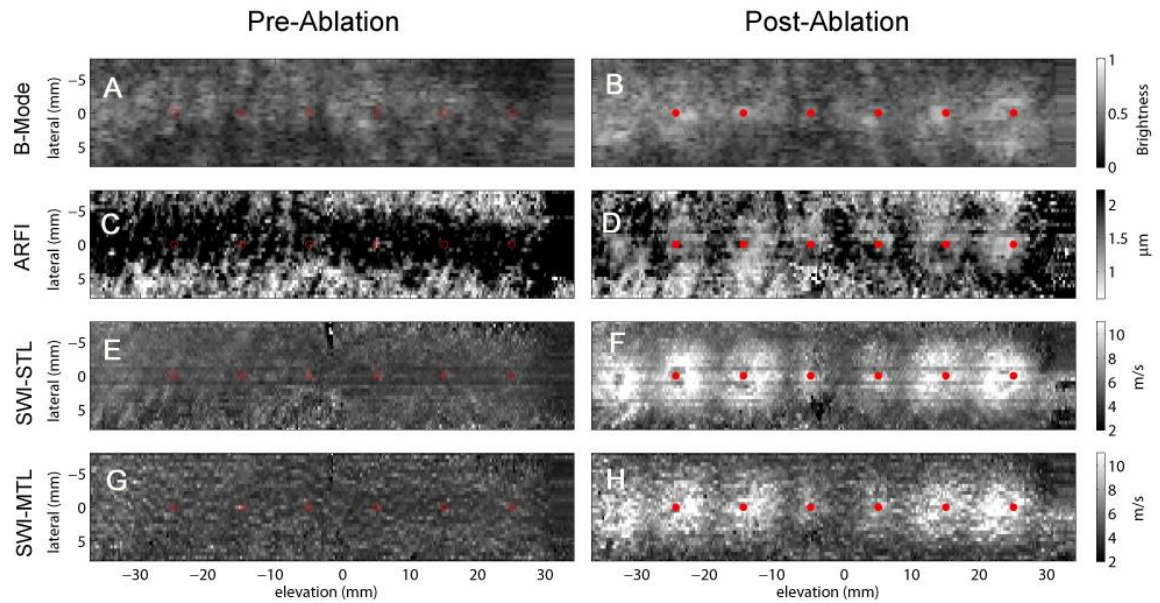 Pre-Ablation
Post-Ablation
B-Mode
lateral (mm)
−5
0
5
A
B
1
0.5
0
Brightness
ARFI
lateral (mm)
−5
0
5
C
D
2
1.5
1
μm
SWI-STL
lateral (mm)
−5
0
5
E
F
10
8
6
4
2
m/s
SWI-MTL
lateral (mm)
−5
0
5
G
H
10
8
6
4
2
m/s
−30 −20 −10 0 10 20 30
elevation (mm)
−30 −20 −10 0 10 20 30
elevation (mm)